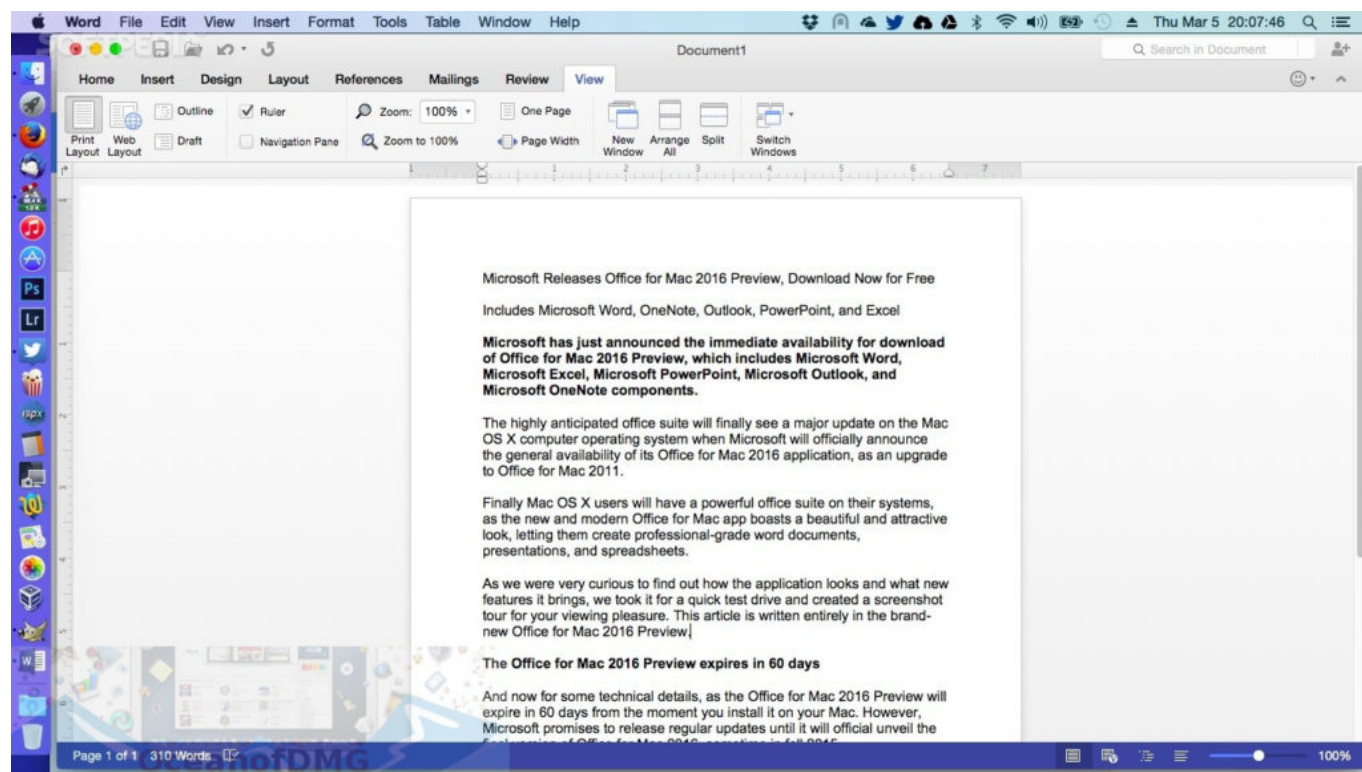 Word File Edit View Insert Format Tools Table Window Help Thu Mar 5 20:07:46
SOFTPEDIA
Document1
Search in Document
Home Insert Design Layout References Mailings Review View
Outline Ruler Zoom: 100% One Page
Draft Navigation Pane Zoom to 100% Page Width
Print Layout Web Layout New Window Arrange All Split Switch Windows
1 1 2 3 4 5 6 7
Microsoft Releases Office for Mac 2016 Preview, Download Now for Free
Includes Microsoft Word, OneNote, Outlook, PowerPoint, and Excel
Microsoft has just announced the immediate availability for download
of Office for Mac 2016 Preview, which includes Microsoft Word,
Microsoft Excel, Microsoft PowerPoint, Microsoft Outlook, and
Microsoft OneNote components.
The highly anticipated office suite will finally see a major update on the Mac
OS X computer operating system when Microsoft will officially announce
the general availability of its Office for Mac 2016 application, as an upgrade
to Office for Mac 2011.
Finally Mac OS X users will have a powerful office suite on their systems,
as the new and modern Office for Mac app boasts a beautiful and attractive
look, letting them create professional-grade word documents,
presentations, and spreadsheets.
As we were very curious to find out how the application looks and what new
features it brings, we took it for a quick test drive and created a screenshot
tour for your viewing pleasure. This article is written entirely in the brand-
new Office for Mac 2016 Preview.
The Office for Mac 2016 Preview expires in 60 days
And now for some technical details, as the Office for Mac 2016 Preview will
expire in 60 days from the moment you install it on your Mac. However,
Microsoft promises to release regular updates until it will official unveil the
Ps
Lr
W
OceanofDMG
Page 1 of 1 310 Words 100%